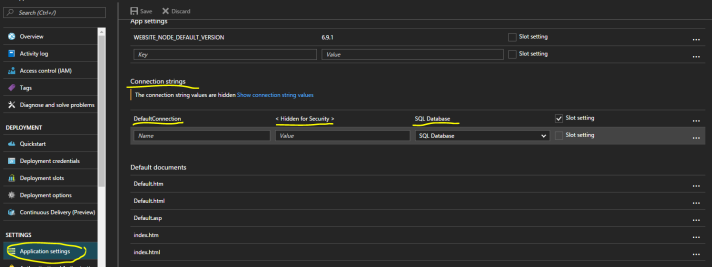 Search (Ctrl+/)
Overview
Activity log
Access control (IAM)
Tags
Diagnose and solve problems
DEPLOYMENT
Quickstart
Deployment credentials
Deployment slots
Deployment options
Continuous Delivery (Preview)
SETTINGS
Application settings
Save Discard
App settings
WEBSITE_NODE_DEFAULT_VERSION 6.9.1 Slot setting ...
Key Value Slot setting ...
Connection strings
The connection string values are hidden Show connection string values
DefaultConnection < Hidden for Security > SQL Database Slot setting ...
Name Value SQL Database Slot setting ...
Default documents
Default.htm ...
Default.html ...
Default.asp ...
index.htm ...
index.html ...